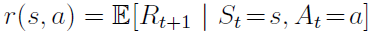 r(s, a) = 𝔼[R_{t+1} | S_t = s, A_t = a]